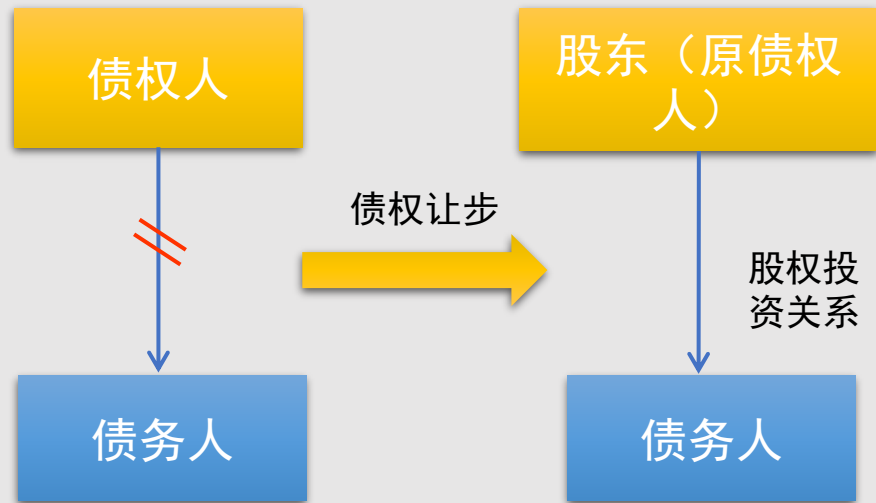 债权人
股东（原债权
人）
债权让步
股权投
资关系
债务人
债务人